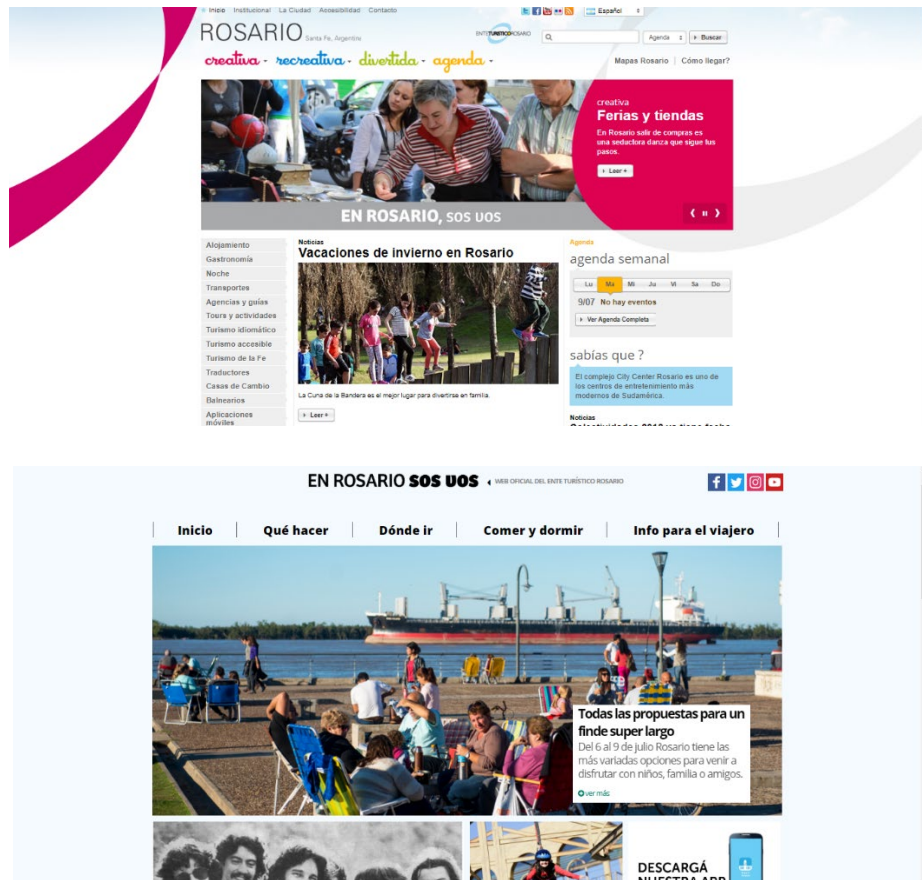 Inicio Institucional La Ciudad Accesibilidad Contacto
Español
ROSARIO Santa Fe, Argentina
ENTETURISTICOROSARIO
Agenda
Buscar
creativa recreativa divertida agenda
Mapas Rosario Cómo llegar?
creativa
Ferias y tiendas
En Rosario salir de compras es
una seductora danza que sigue tus
pasos.
Leer +
EN ROSARIO, SOS VOS
Alojamiento
Gastronomía
Noche
Transportes
Agencias y guías
Tours y actividades
Turismo idiomático
Turismo accesible
Turismo de la Fe
Traductores
Casas de Cambio
Balnearios
Aplicaciones
móviles
Noticias
Vacaciones de invierno en Rosario
La Cuna de la Bandera es el mejor lugar para divertirse en familia.
Leer +
Agenda
agenda semanal
Lu Ma Mi Ju Vi Sa Do
9/07 No hay eventos
Ver Agenda Completa
sabías que ?
El complejo City Center Rosario es uno de
los centros de entretenimiento más
modernos de Sudamérica.
Noticias
EN ROSARIO SOS VOS WEB OFICIAL DEL ENTE TURÍSTICO ROSARIO
Inicio Qué hacer Dónde ir Comer y dormir Info para el viajero
Todas las propuestas para un
finde super largo
Del 6 al 9 de julio Rosario tiene las
más variadas opciones para venir a
disfrutar con niños, familia o amigos.
ver más
DESCARGÁ
NUESTRA APP